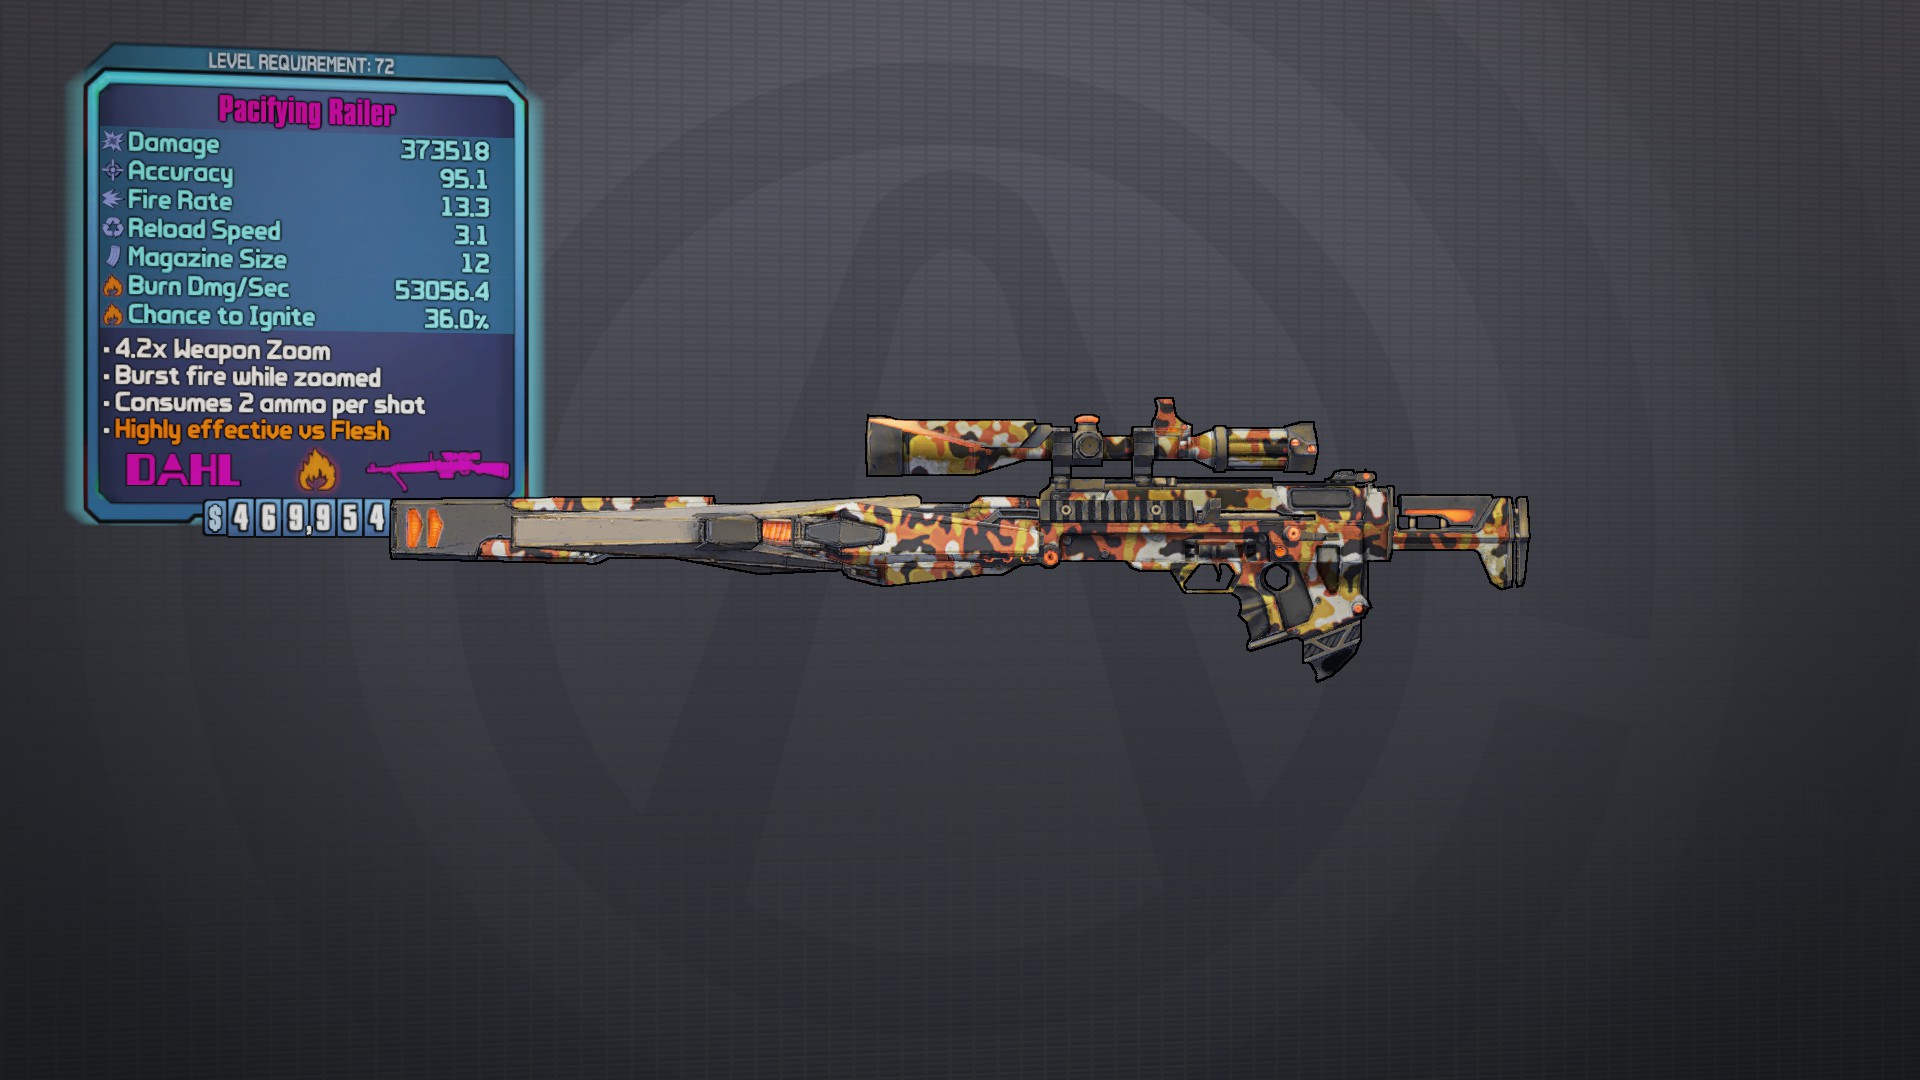 LEVEL REQUIREMENT: 72
Pacifying Railer
Damage 373518
Accuracy 95.1
Fire Rate 13.3
Reload Speed 3.1
Magazine Size 12
Burn Dmg/Sec 53056.4
Chance to Ignite 36.0%
· 4.2x Weapon Zoom
· Burst fire while zoomed
· Consumes 2 ammo per shot
· Highly effective vs Flesh
DAHL
$469,954